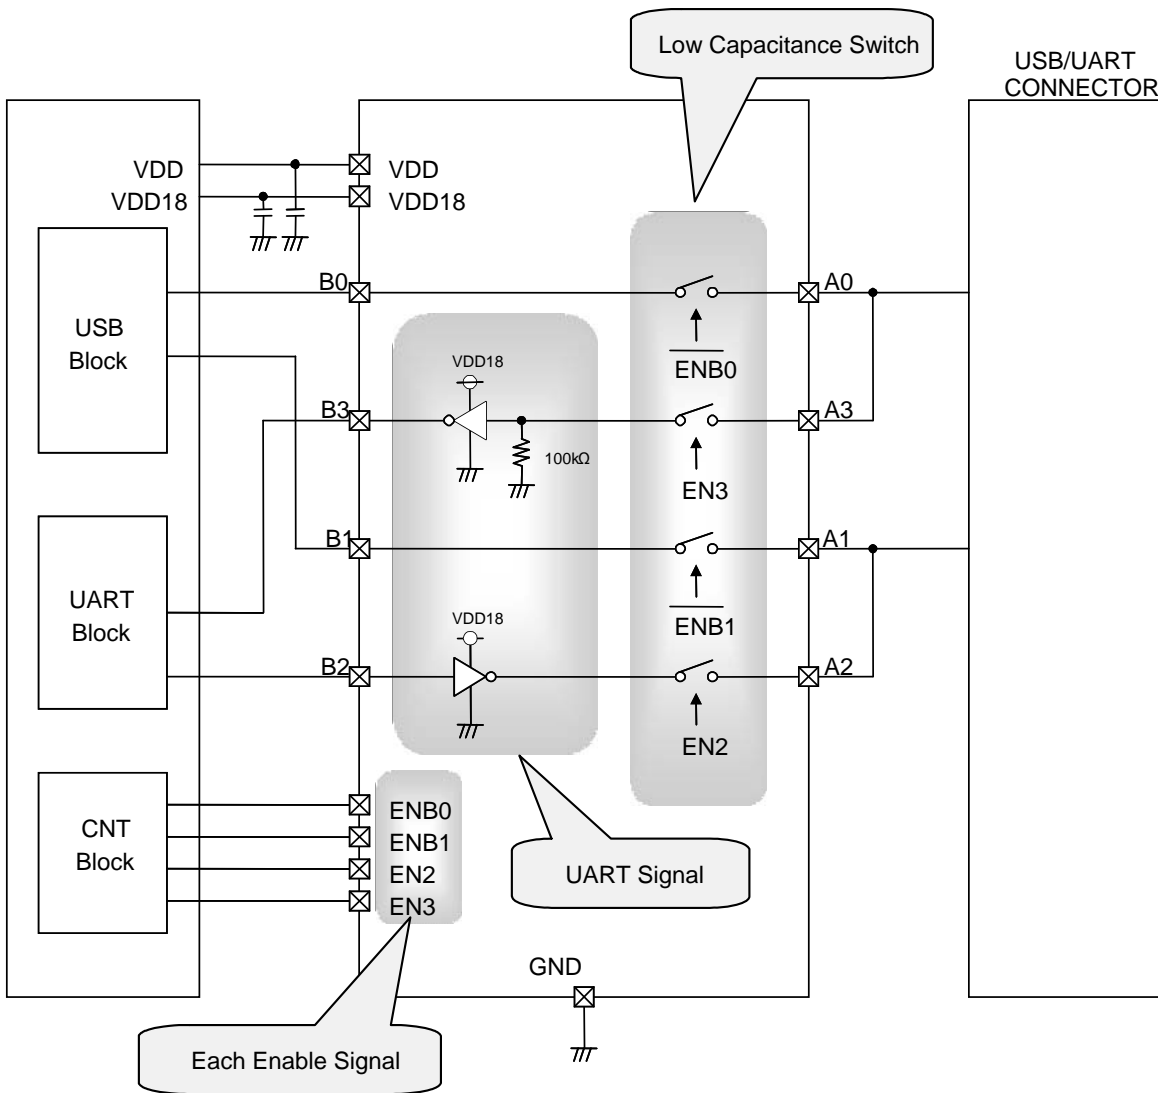 Low Capacitance Switch
USB/UART
CONNECTOR
VDD
VDD
VDD18
VDD18
B0
A0
USB
Block
VDD18
ENB0
B3
A3
100kΩ
EN3
B1
A1
UART
Block
VDD18
ENB1
B2
A2
EN2
CNT
Block
ENB0
ENB1
EN2
EN3
UART Signal
GND
Each Enable Signal